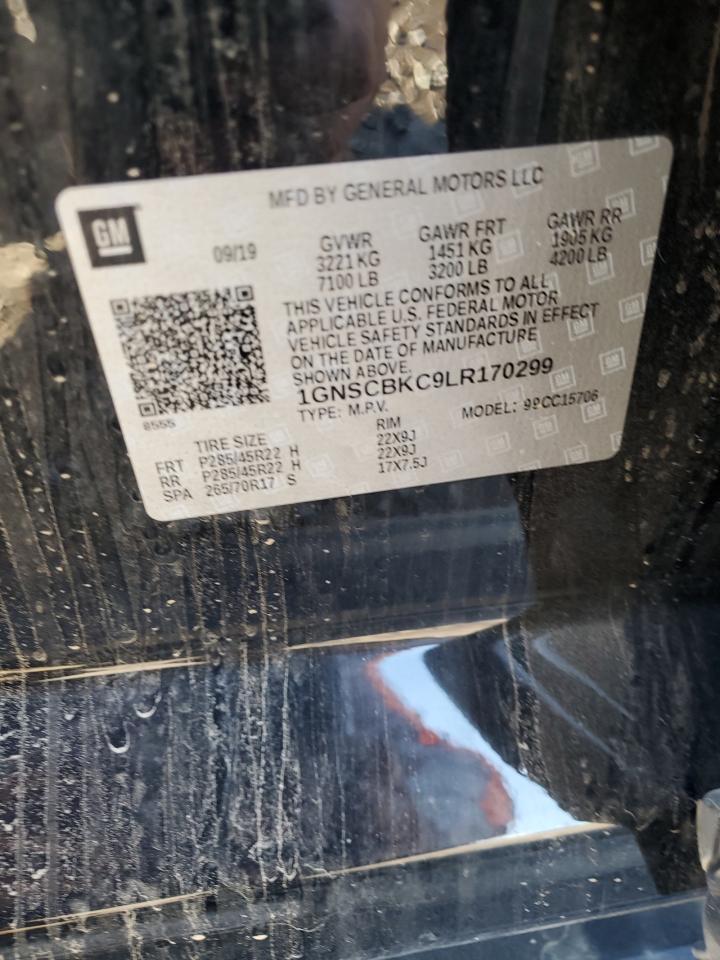 MFD BY GENERAL MOTORS LLC
GM
09/19
GVWR GAWR FRT GAWR RR
3221 KG 1451 KG 1905 KG
7100 LB 3200 LB 4200 LB
THIS VEHICLE CONFORMS TO ALL
APPLICABLE U.S. FEDERAL MOTOR
VEHICLE SAFETY STANDARDS IN EFFECT
ON THE DATE OF MANUFACTURE
SHOWN ABOVE.
1GNSCBKC9LR170299
8555
TYPE: M.P.V. MODEL: CC15706
TIRE SIZE RIM
FRT P285/45R22 H 22X9J
RR P285/45R22 H 22X9J
SPA 265/70R17 S 17X7.5J